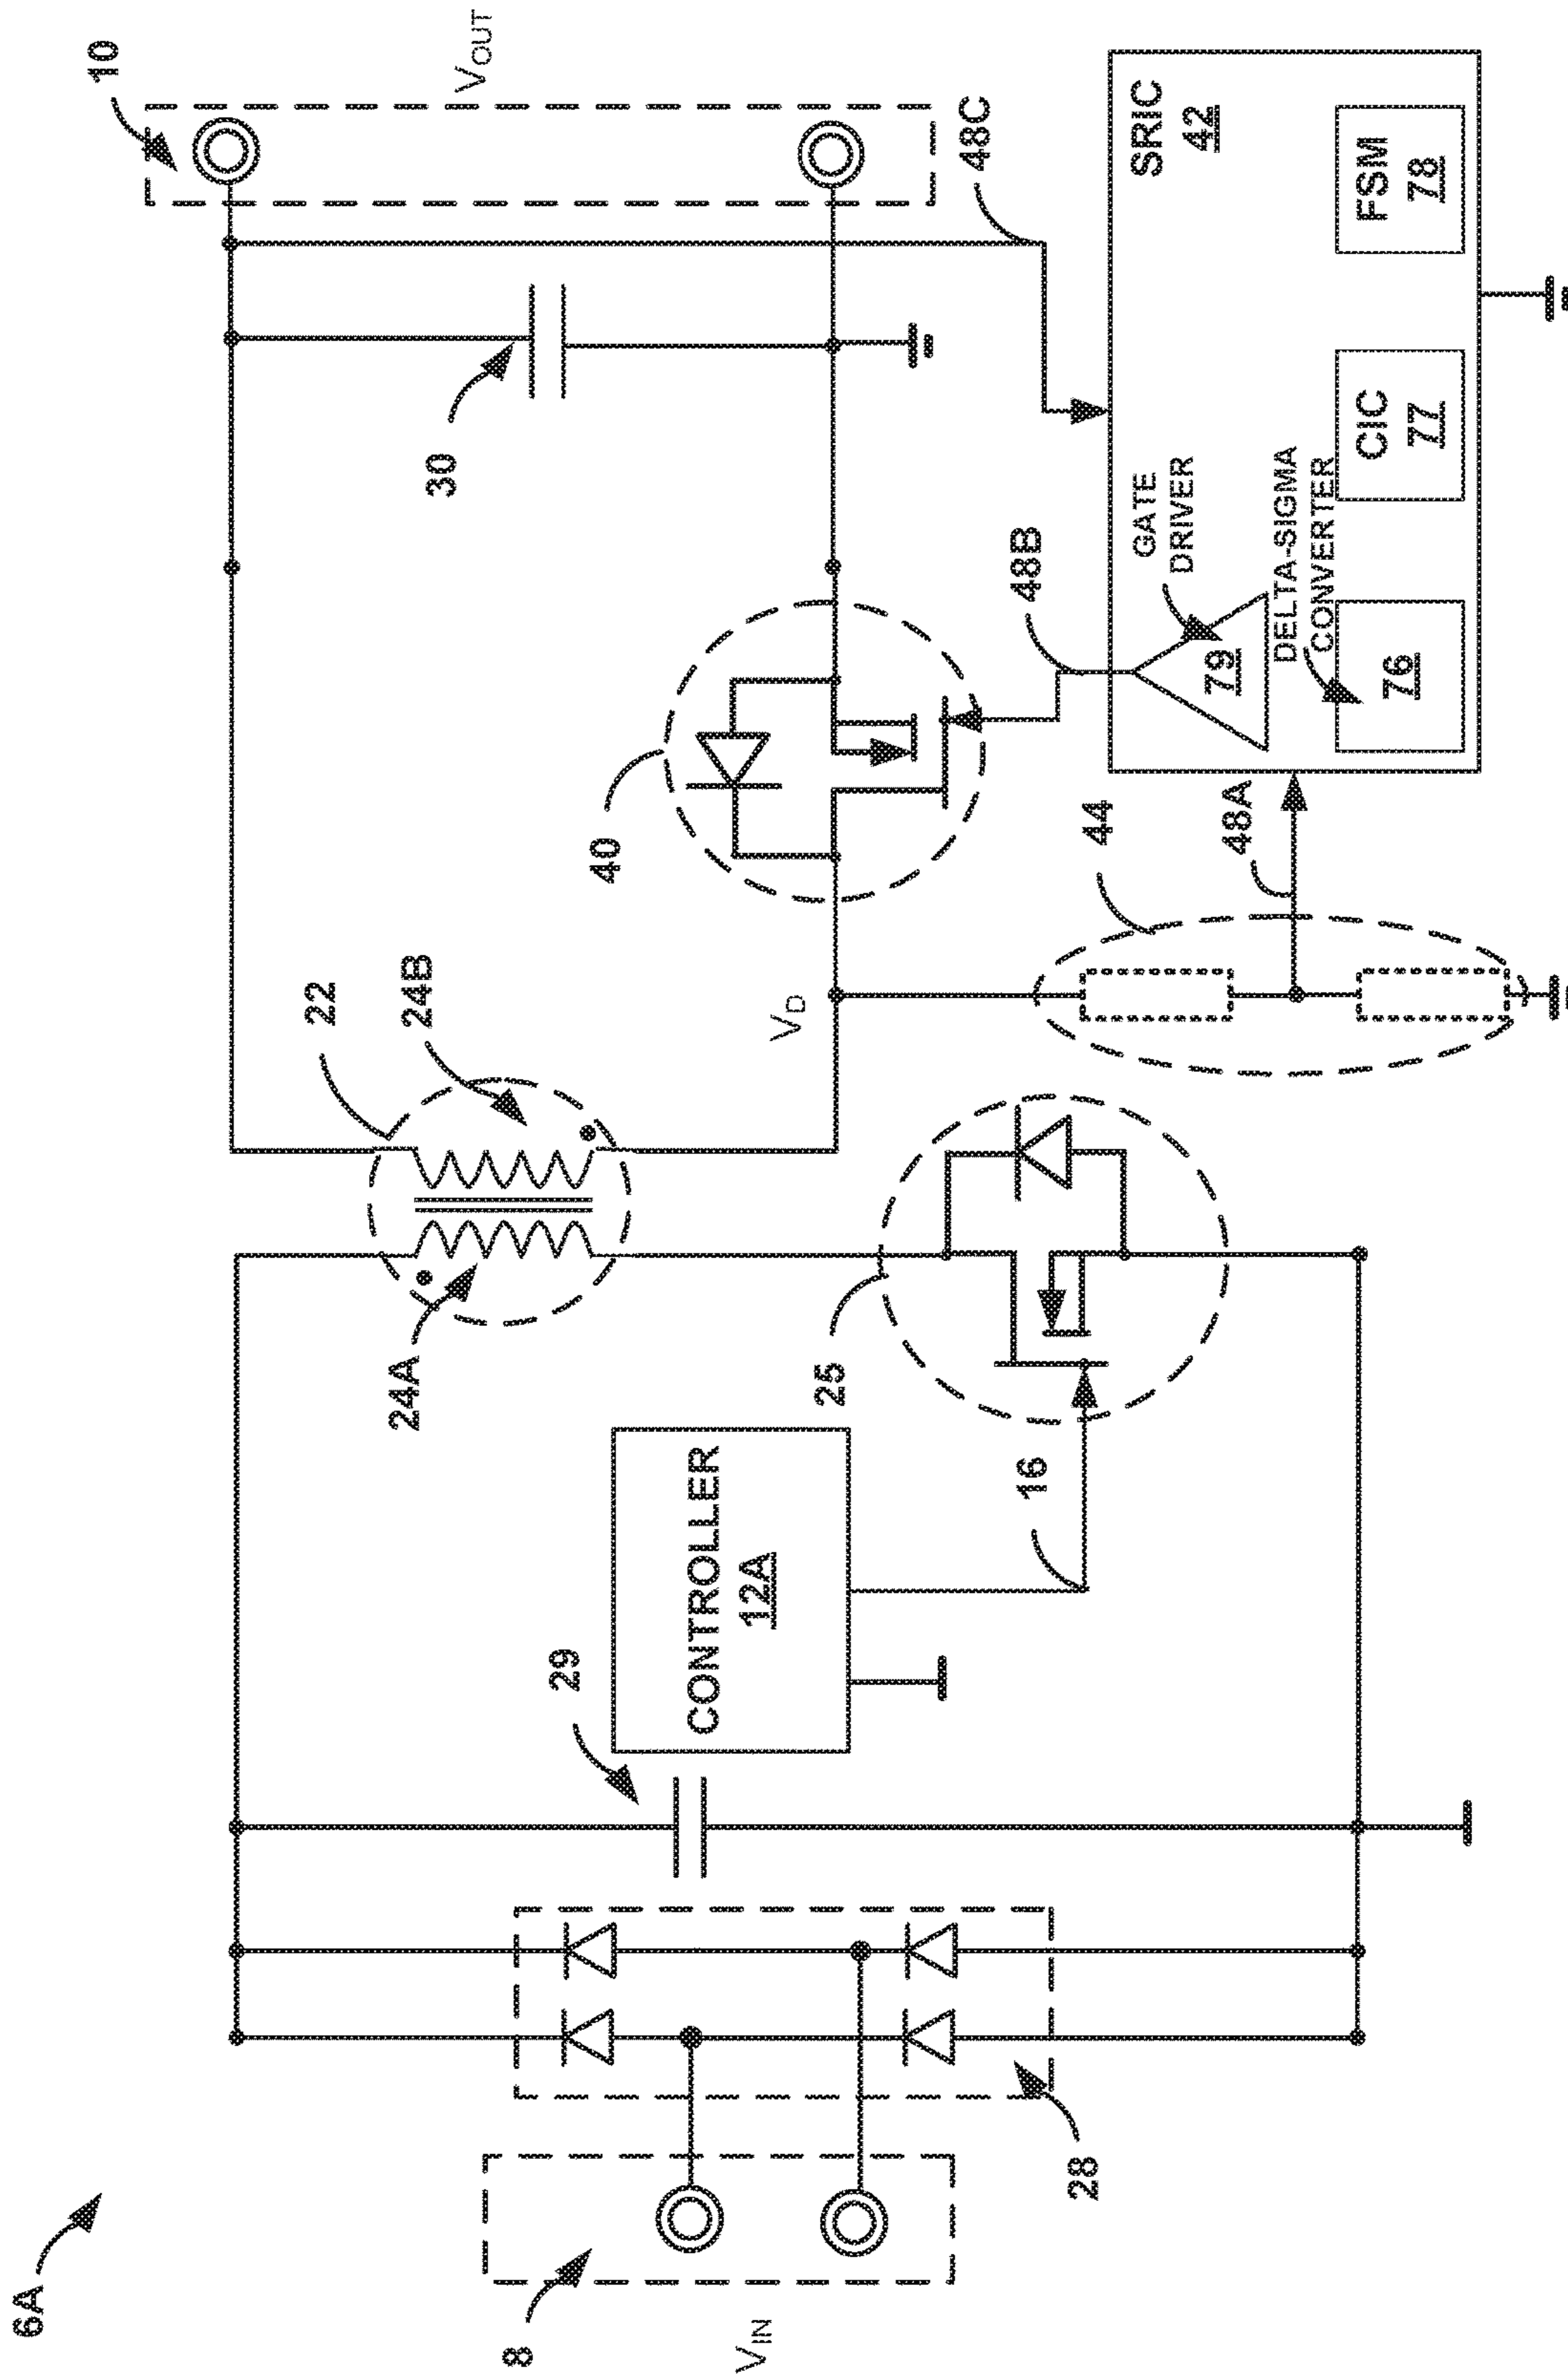 6A
8
V_IN
28
29
CONTROLLER
12A
16
25
24A
22
24B
V_D
44
48A
40
48B
GATE
DRIVER
79
DELTA-SIGMA
CONVERTER
76
CIC
77
FSM
78
SRIC
42
48C
30
10
V_OUT